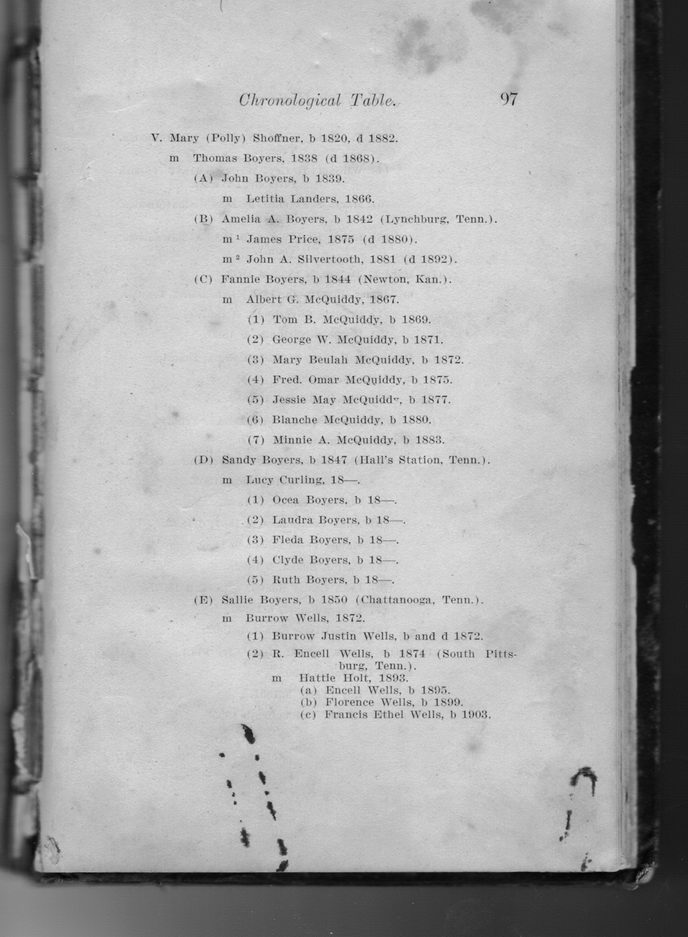 Chronological Table. 97
V. Mary (Polly) Shoffner, b 1820, d 1882.
m Thomas Boyers, 1838 (d 1868).
(A) John Boyers, b 1839.
m Letitia Landers, 1866.
(B) Amelia A. Boyers, b 1842 (Lynchburg, Tenn.).
m¹ James Price, 1875 (d 1880).
m² John A. Silvertooth, 1881 (d 1892).
(C) Fannie Boyers, b 1844 (Newton, Kan.).
m Albert G. McQuiddy, 1867.
(1) Tom B. McQuiddy, b 1869.
(2) George W. McQuiddy, b 1871.
(3) Mary Beulah McQuiddy, b 1872.
(4) Fred. Omar McQuiddy, b 1875.
(5) Jessie May McQuiddy, b 1877.
(6) Blanche McQuiddy, b 1880.
(7) Minnie A. McQuiddy, b 1883.
(D) Sandy Boyers, b 1847 (Hall's Station, Tenn.).
m Lucy Curling, 18—.
(1) Ocea Boyers, b 18—.
(2) Laudra Boyers, b 18—.
(3) Fleda Boyers, b 18—.
(4) Clyde Boyers, b 18—.
(5) Ruth Boyers, b 18—.
(E) Sallie Boyers, b 1850 (Chattanooga, Tenn.).
m Burrow Wells, 1872.
(1) Burrow Justin Wells, b and d 1872.
(2) R. Encell Wells, b 1874 (South Pitts-
burg, Tenn.).
m Hattie Holt, 1893.
(a) Encell Wells, b 1895.
(b) Florence Wells, b 1899.
(c) Francis Ethel Wells, b 1903.